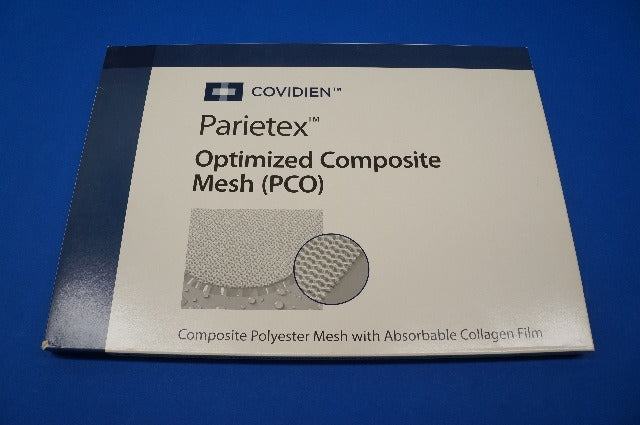 COVIDIEN™
Parietex™
Optimized Composite
Mesh (PCO)
Composite Polyester Mesh with Absorbable Collagen Film